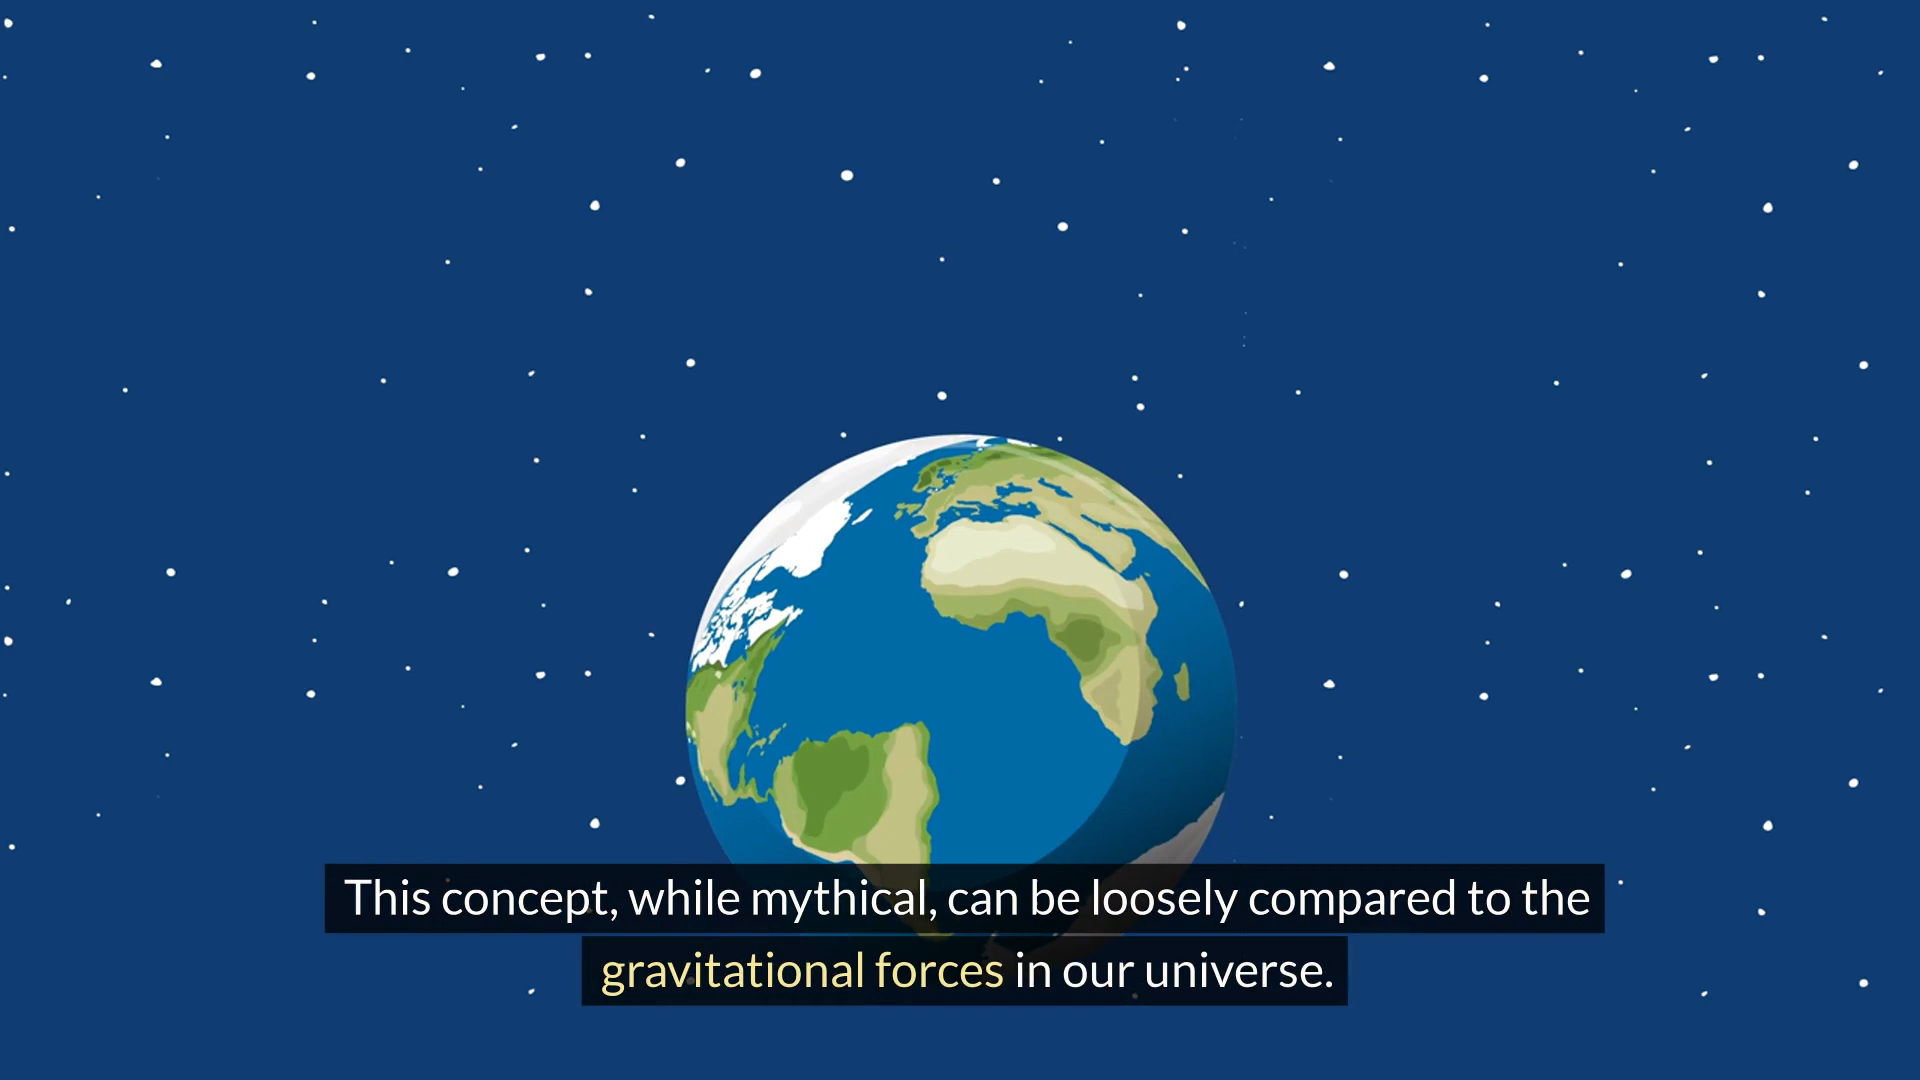 This concept, while mythical, can be loosely compared to the
gravitational forces in our universe.